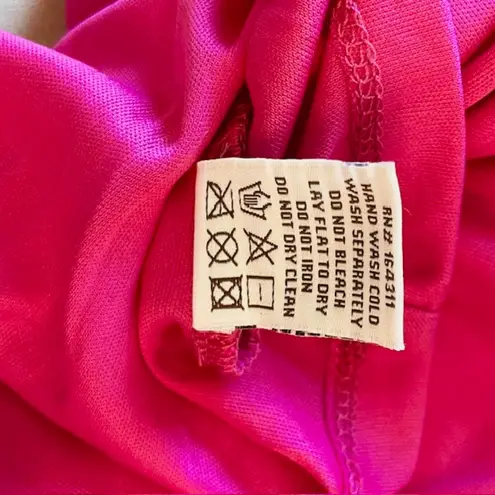 RN# 164311
HAND WASH COLD
WASH SEPARATELY
DO NOT BLEACH
LAY FLAT TO DRY
DO NOT IRON
DO NOT DRY CLEAN